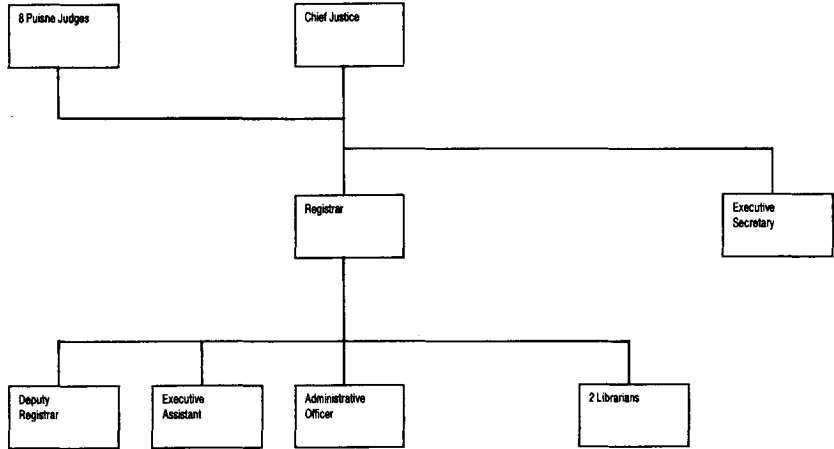 8 Puisne Judges
Chief Justice
Registrar
Executive
Secretary
Deputy
Registrar
Executive
Assistant
Administrative
Officer
2 Librarians